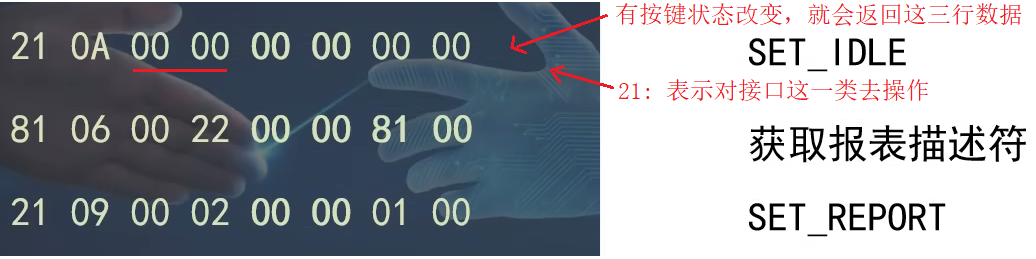 有按键状态改变，就会返回这三行数据
21 0A 00 00 00 00 00 00 SET_IDLE
21: 表示对接口这一类去操作
81 06 00 22 00 00 81 00 获取报表描述符
21 09 00 02 00 00 01 00 SET_REPORT